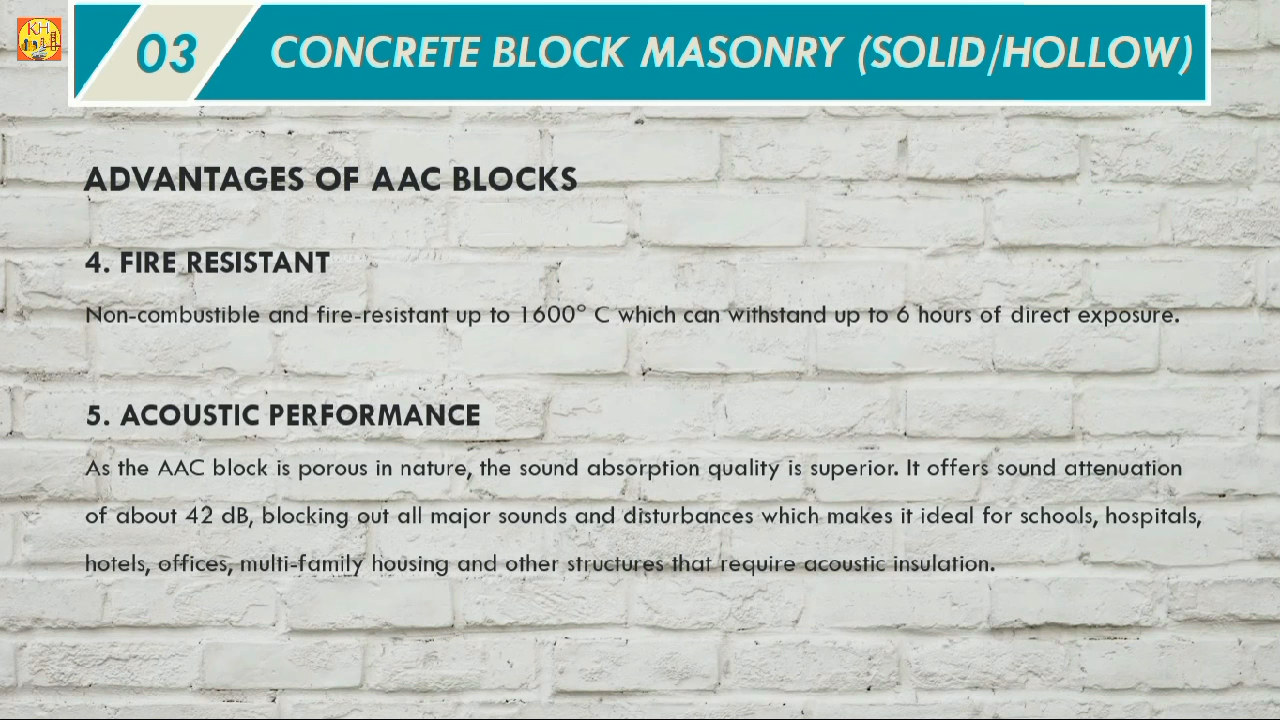 KH
03
CONCRETE BLOCK MASONRY (SOLID/HOLLOW)
ADVANTAGES OF AAC BLOCKS
4. FIRE RESISTANT
Non-combustible and fire-resistant up to 1600° C which can withstand up to 6 hours of direct exposure.
5. ACOUSTIC PERFORMANCE
As the AAC block is porous in nature, the sound absorption quality is superior. It offers sound attenuation
of about 42 dB, blocking out all major sounds and disturbances which makes it ideal for schools, hospitals,
hotels, offices, multi-family housing and other structures that require acoustic insulation.